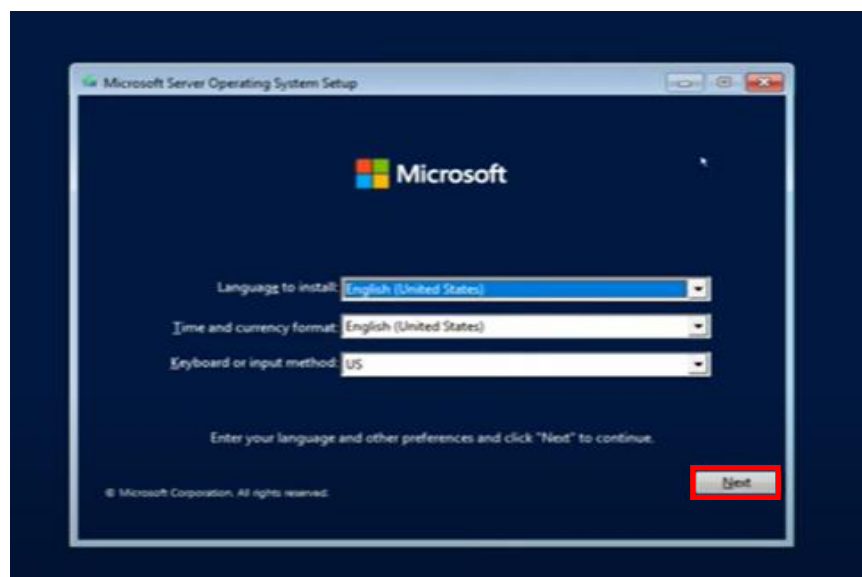 Microsoft Server Operating System Setup
Microsoft
Language to install: English (United States)
Time and currency format: English (United States)
Keyboard or input method: US
Enter your language and other preferences and click "Next" to continue.
© Microsoft Corporation. All rights reserved.
Next